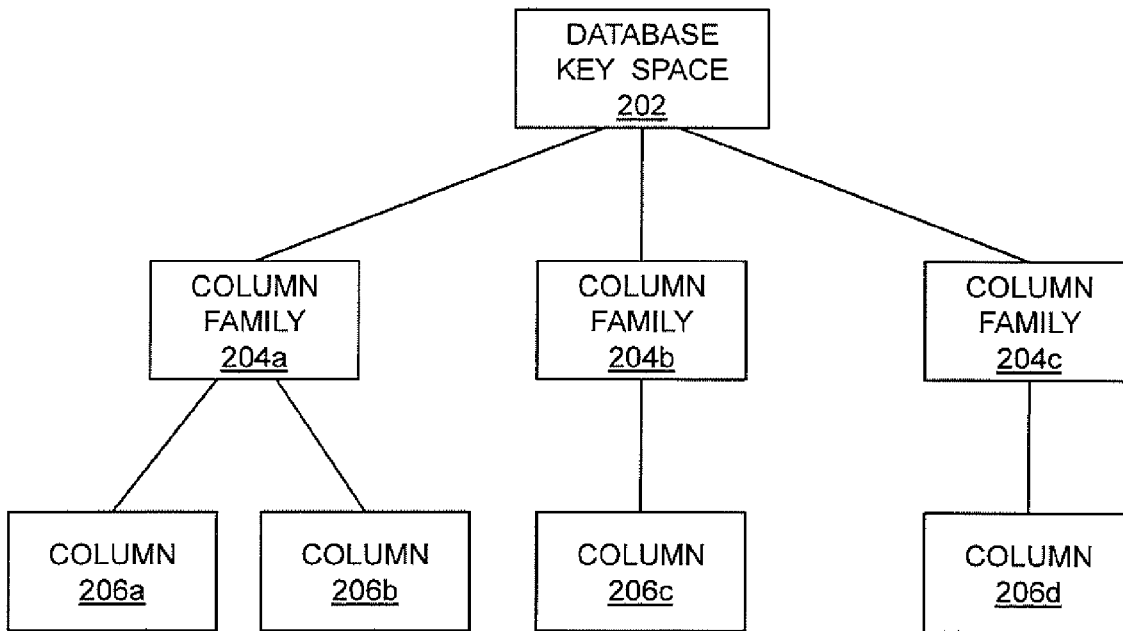 DATABASE
KEY SPACE
202
COLUMN
FAMILY
204a
COLUMN
FAMILY
204b
COLUMN
FAMILY
204c
COLUMN
206a
COLUMN
206b
COLUMN
206c
COLUMN
206d